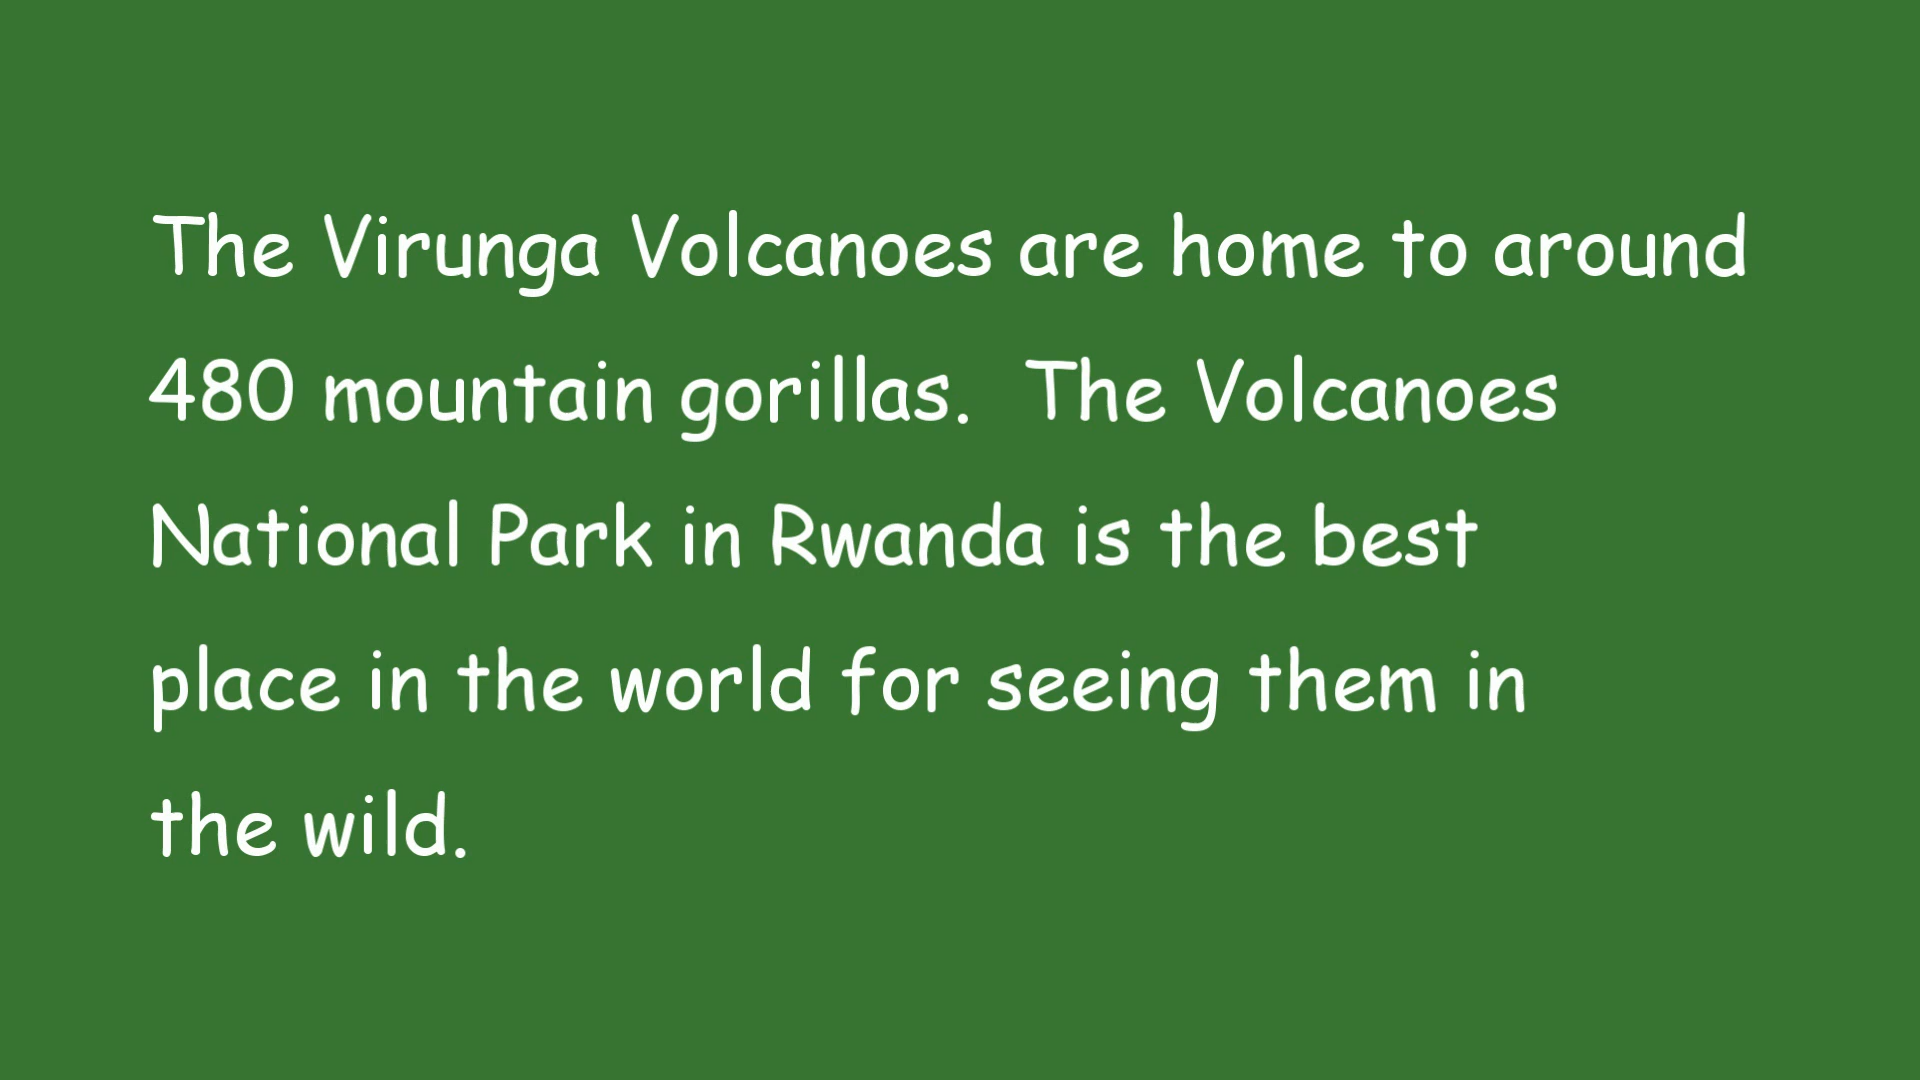 The Virunga Volcanoes are home to around
480 mountain gorillas.  The Volcanoes
National Park in Rwanda is the best
place in the world for seeing them in
the wild.